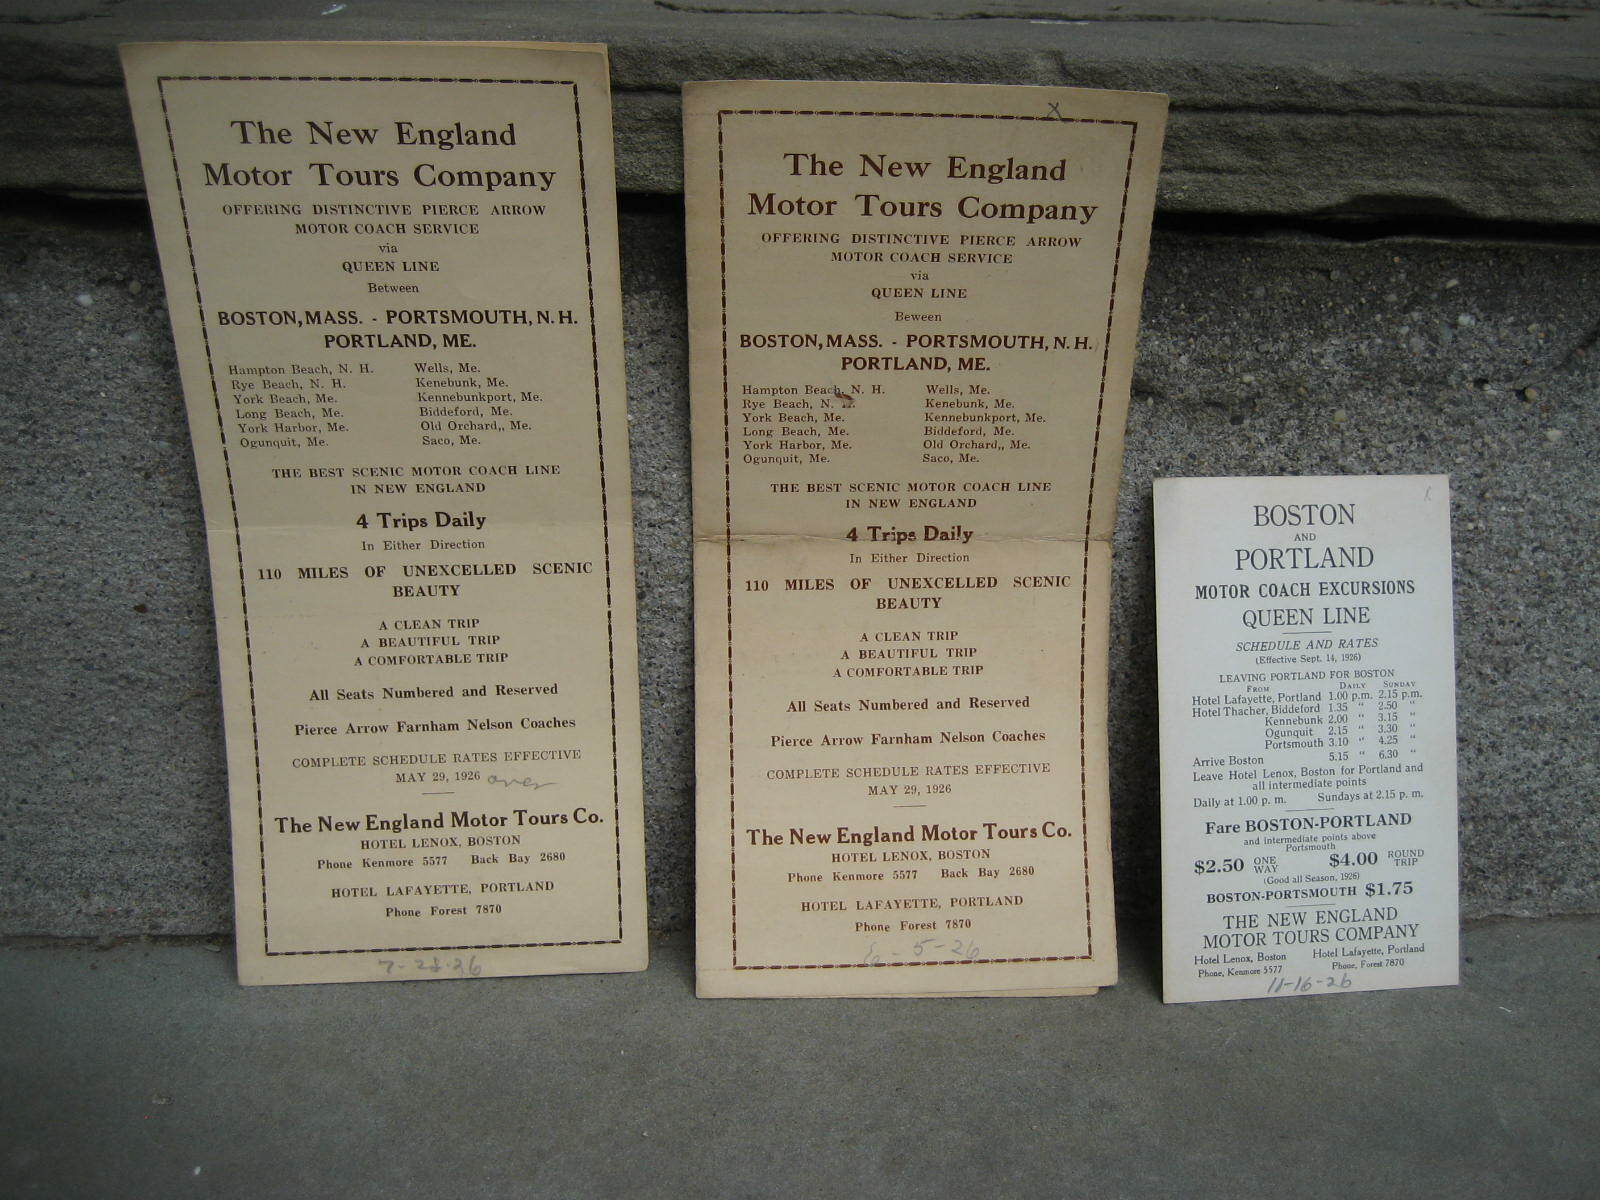 The New England
Motor Tours Company
OFFERING DISTINCTIVE PIERCE ARROW
MOTOR COACH SERVICE
via
QUEEN LINE
Between
BOSTON, MASS. - PORTSMOUTH, N. H.
PORTLAND, ME.
Hampton Beach, N. H. Wells, Me.
Rye Beach, N. H. Kenebunk, Me.
York Beach, Me. Kennebunkport, Me.
Long Beach, Me. Biddeford, Me.
York Harbor, Me. Old Orchard,, Me.
Ogunquit, Me. Saco, Me.
THE BEST SCENIC MOTOR COACH LINE
IN NEW ENGLAND
4 Trips Daily
In Either Direction
110 MILES OF UNEXCELLED SCENIC
BEAUTY
A CLEAN TRIP
A BEAUTIFUL TRIP
A COMFORTABLE TRIP
All Seats Numbered and Reserved
Pierce Arrow Farnham Nelson Coaches
COMPLETE SCHEDULE RATES EFFECTIVE
MAY 29, 1926 over
The New England Motor Tours Co.
HOTEL LENOX, BOSTON
Phone Kenmore 5577 Back Bay 2680
HOTEL LAFAYETTE, PORTLAND
Phone Forest 7870
7-28-26
X
The New England
Motor Tours Company
OFFERING DISTINCTIVE PIERCE ARROW
MOTOR COACH SERVICE
via
QUEEN LINE
Beween
BOSTON, MASS. - PORTSMOUTH, N. H.
PORTLAND, ME.
Hampton Beach, N. H. Wells, Me.
Rye Beach, N. Kenebunk, Me.
York Beach, Me. Kennebunkport, Me.
Long Beach, Me. Biddeford, Me.
York Harbor, Me. Old Orchard,, Me.
Ogunquit, Me. Saco, Me.
THE BEST SCENIC MOTOR COACH LINE
IN NEW ENGLAND
4 Trips Daily
In Either Direction
110 MILES OF UNEXCELLED SCENIC
BEAUTY
A CLEAN TRIP
A BEAUTIFUL TRIP
A COMFORTABLE TRIP
All Seats Numbered and Reserved
Pierce Arrow Farnham Nelson Coaches
COMPLETE SCHEDULE RATES EFFECTIVE
MAY 29, 1926
The New England Motor Tours Co.
HOTEL LENOX, BOSTON
Phone Kenmore 5577 Back Bay 2680
HOTEL LAFAYETTE, PORTLAND
Phone Forest 7870
6-5-26
BOSTON
AND
PORTLAND
MOTOR COACH EXCURSIONS
QUEEN LINE
SCHEDULE AND RATES
(Effective Sept. 14, 1926)
LEAVING PORTLAND FOR BOSTON
FROM DAILY SUNDAY
Hotel Lafayette, Portland 1.00 p.m. 2.15 p.m.
Hotel Thacher, Biddeford 1.35 " 2.50 "
Kennebunk 2.00 " 3.15 "
Ogunquit 2.15 " 3.30 "
Portsmouth 3.10 " 4.25 "
Arrive Boston 5.15 " 6.30 "
Leave Hotel Lenox, Boston for Portland and
all intermediate points
Daily at 1.00 p. m. Sundays at 2.15 p. m.
Fare BOSTON-PORTLAND
and intermediate points above
Portsmouth
$2.50 ONE WAY $4.00 ROUND TRIP
(Good all Season, 1926)
BOSTON-PORTSMOUTH $1.75
THE NEW ENGLAND
MOTOR TOURS COMPANY
Hotel Lenox, Boston Hotel Lafayette, Portland
Phone, Kenmore 5577 Phone, Forest 7870
11-16-26